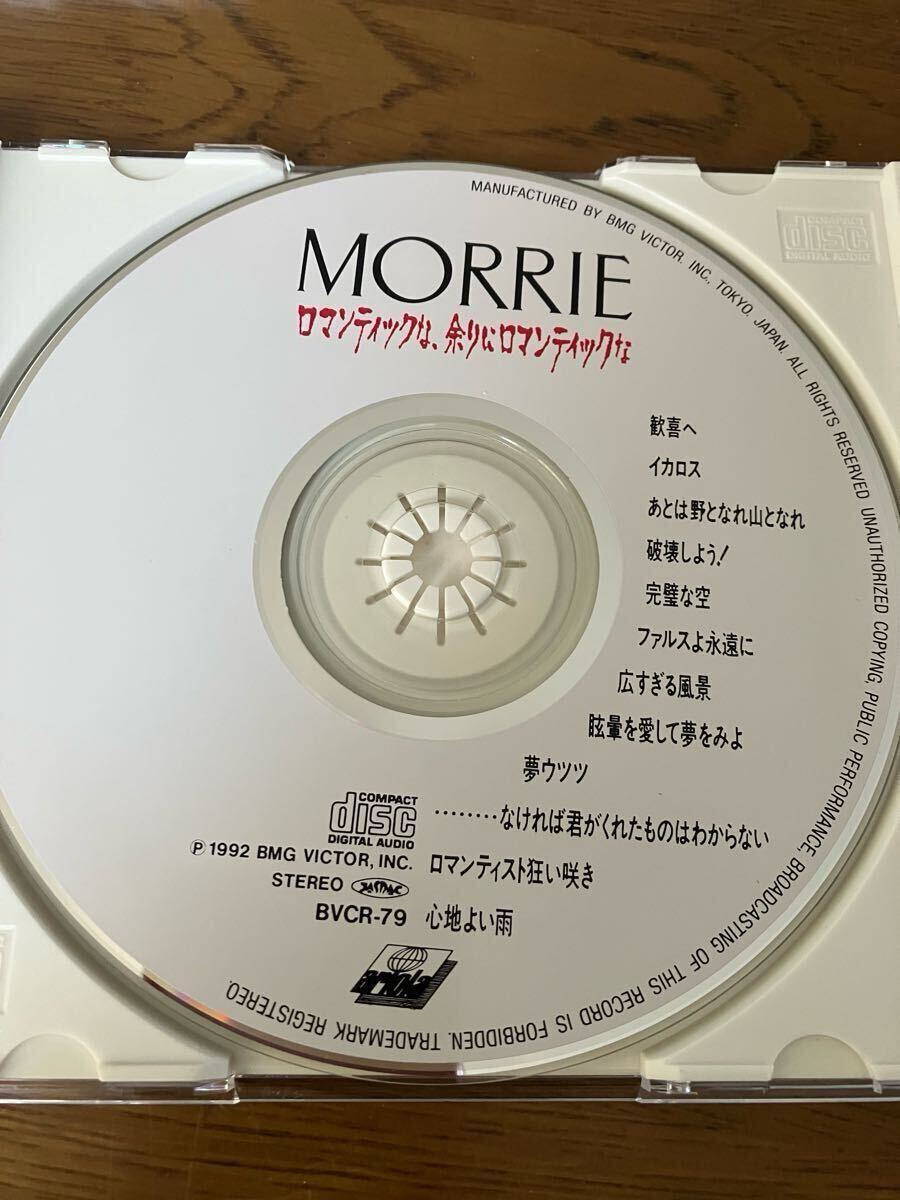 MANUFACTURED BY BMG VICTOR, INC., TOKYO, JAPAN. ALL RIGHTS RESERVED UNAUTHORIZED COPYING, PUBLIC PERFORMANCE, BROADCASTING OF THIS RECORD IS FORBIDDEN. TRADEMARK REGISTERED.
COMPACT
disc
DIGITAL AUDIO
MORRIE
ロマンティックな、余りにロマンティックな
歓喜へ
イカロス
あとは野となれ山となれ
破壊しよう!
完璧な空
ファルスよ永遠に
広すぎる風景
眩暈を愛して夢をみよ
夢ウツツ
COMPACT
disc
DIGITAL AUDIO
………なければ君がくれたものはわからない
Ⓟ 1992 BMG VICTOR, INC. ロマンティスト狂い咲き
STEREO JASRAC
BVCR-79 心地よい雨
ariola